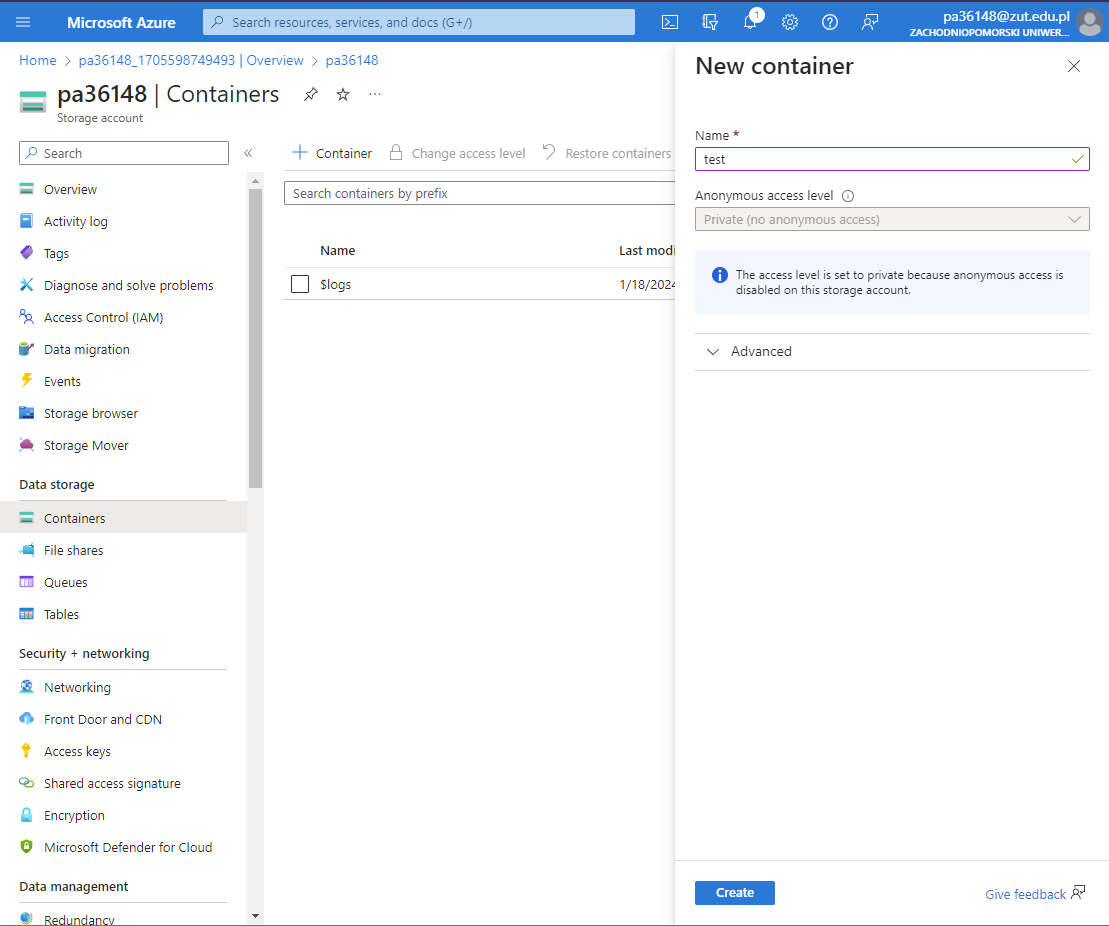 Microsoft Azure
Search resources, services, and docs (G+/)
1
pa36148@zut.edu.pl
ZACHODNIOPOMORSKI UNIWER...
Home > pa36148_1705598749493 | Overview > pa36148
pa36148 | Containers
...
Storage account
Search
«
Overview
Activity log
Tags
Diagnose and solve problems
Access Control (IAM)
Data migration
Events
Storage browser
Storage Mover
Data storage
Containers
File shares
Queues
Tables
Security + networking
Networking
Front Door and CDN
Access keys
Shared access signature
Encryption
Microsoft Defender for Cloud
Data management
Redundancy
+ Container
Change access level
Restore containers
Search containers by prefix
Name
Last modi
$logs
1/18/2024
New container
Name *
test
Anonymous access level
Private (no anonymous access)
The access level is set to private because anonymous access is
disabled on this storage account.
Advanced
Create
Give feedback